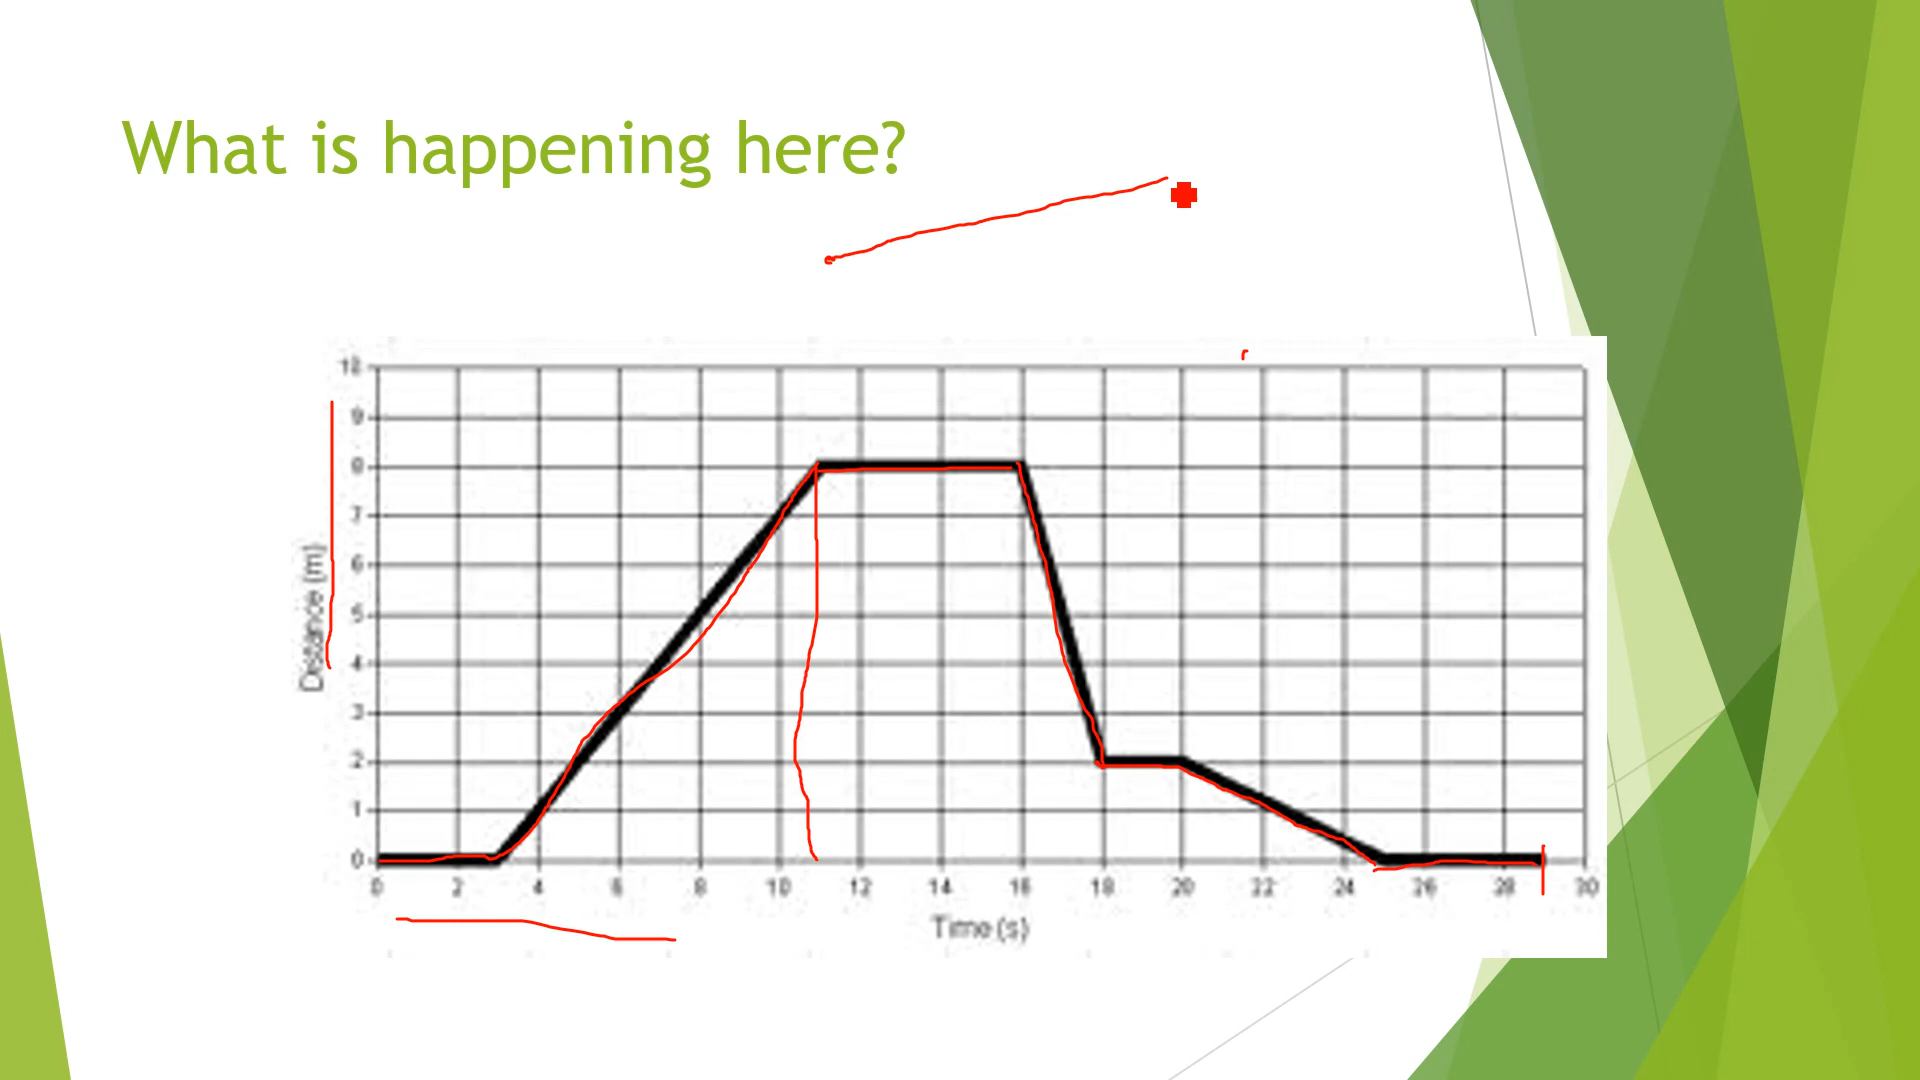 What is happening here?
10
9
8
7
6
5
4
3
2
1
0
Distance (m)
0 2 4 6 8 10 12 14 16 18 20 22 24 26 28 30
Time (s)